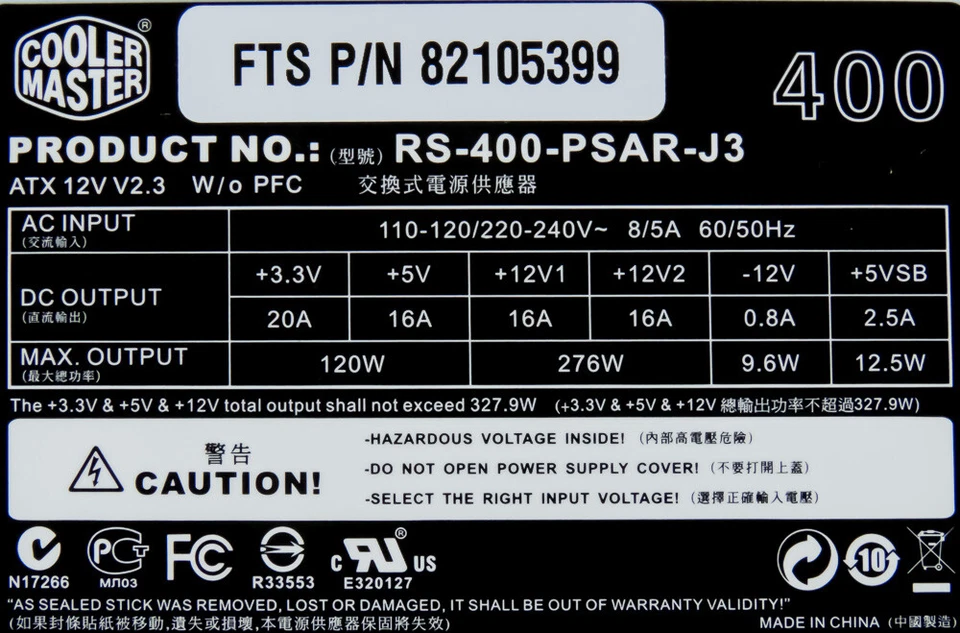 COOLER MASTER ®
FTS P/N 82105399
400
PRODUCT NO.: (型號) RS-400-PSAR-J3
ATX 12V V2.3 W/o PFC 交換式電源供應器
AC INPUT (交流輸入) 110-120/220-240V~ 8/5A 60/50Hz
+3.3V +5V +12V1 +12V2 -12V +5VSB
DC OUTPUT (直流輸出)
20A 16A 16A 16A 0.8A 2.5A
MAX. OUTPUT (最大總功率) 120W 276W 9.6W 12.5W
The +3.3V & +5V & +12V total output shall not exceed 327.9W (+3.3V & +5V & +12V 總輸出功率不超過327.9W)
警告
CAUTION!
-HAZARDOUS VOLTAGE INSIDE! (內部高電壓危險)
-DO NOT OPEN POWER SUPPLY COVER! (不要打開上蓋)
-SELECT THE RIGHT INPUT VOLTAGE! (選擇正確輸入電壓)
N17266
МЛ03
FC
R33553
c RU ® US
E320127
10
"AS SEALED STICK WAS REMOVED, LOST OR DAMAGED, IT SHALL BE OUT OF WARRANTY VALIDITY!"
(如果封條貼紙被移動,遺失或損壞,本電源供應器保固將失效)
MADE IN CHINA (中國製造)